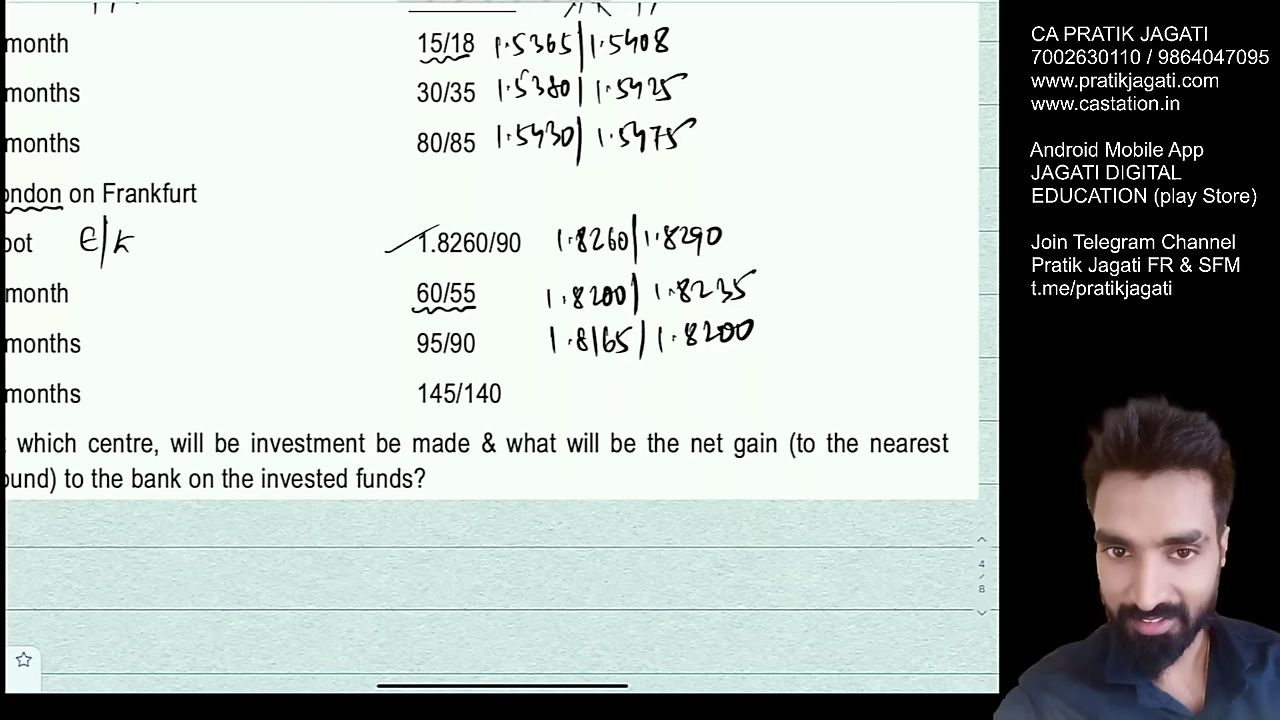 month 15/18 1.5365 | 1.5408
months 30/35 1.5380 | 1.5425
months 80/85 1.5430 | 1.5475
ondon on Frankfurt
oot €/£ 1.8260/90 1.8260 | 1.8290
month 60/55 1.8200 | 1.8235
months 95/90 1.8165 | 1.8200
months 145/140
which centre, will be investment be made & what will be the net gain (to the nearest
ound) to the bank on the invested funds?
4
/
8
CA PRATIK JAGATI
7002630110 / 9864047095
www.pratikjagati.com
www.castation.in
Android Mobile App
JAGATI DIGITAL
EDUCATION (play Store)
Join Telegram Channel
Pratik Jagati FR & SFM
t.me/pratikjagati